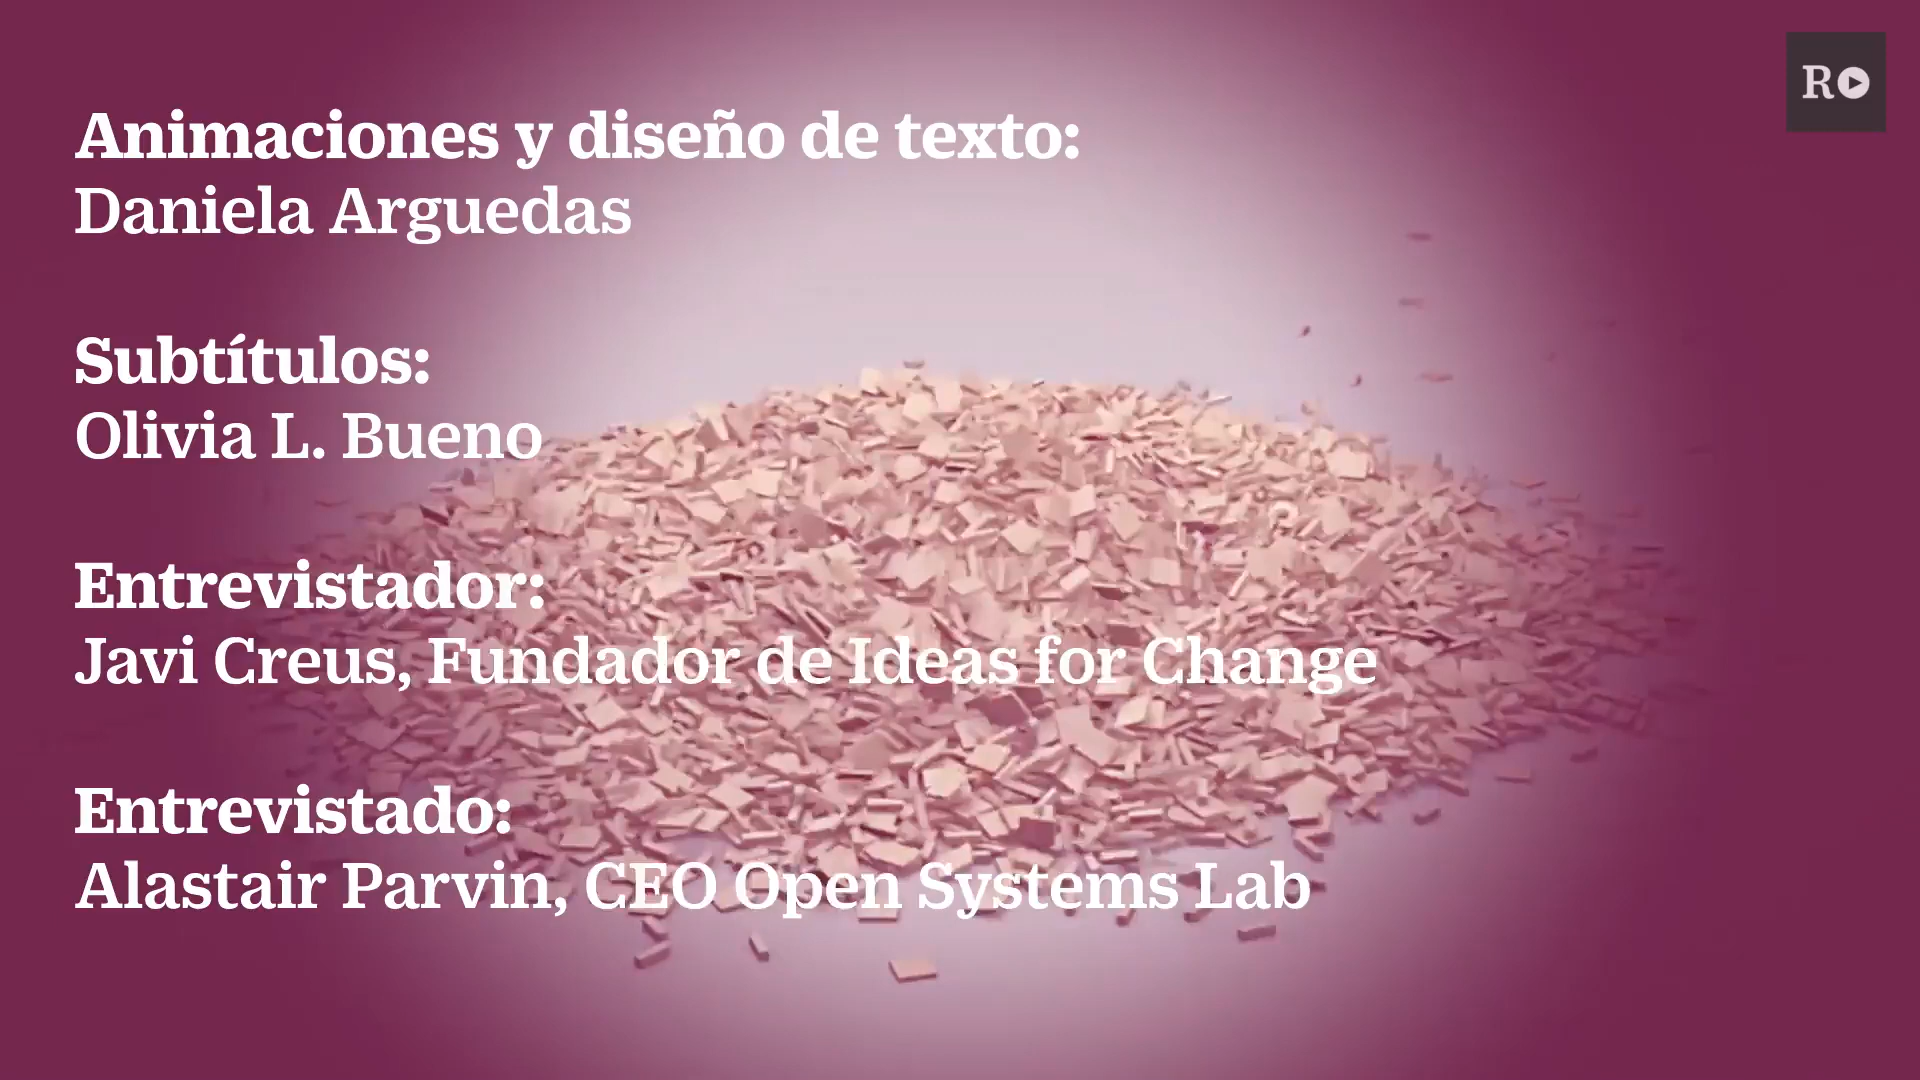 Animaciones y diseño de texto:
Daniela Arguedas
Subtítulos:
Olivia L. Bueno
Entrevistador:
Javi Creus, Fundador de Ideas for Change
Entrevistado:
Alastair Parvin, CEO Open Systems Lab
R